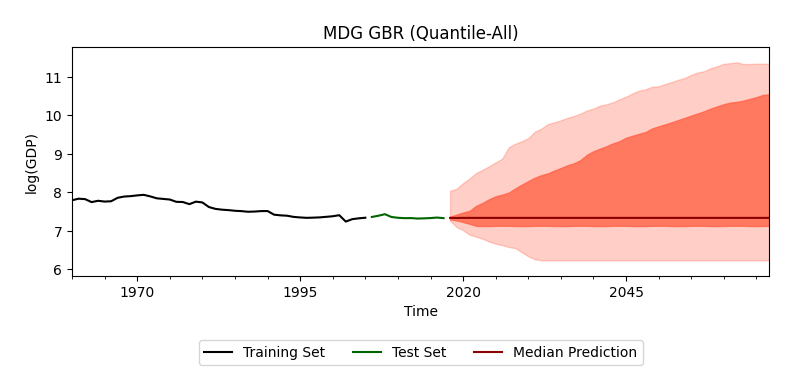 MDG GBR (Quantile-All)
11
10
9
8
7
6
log(GDP)
1970
1995
2020
2045
Time
Training Set
Test Set
Median Prediction